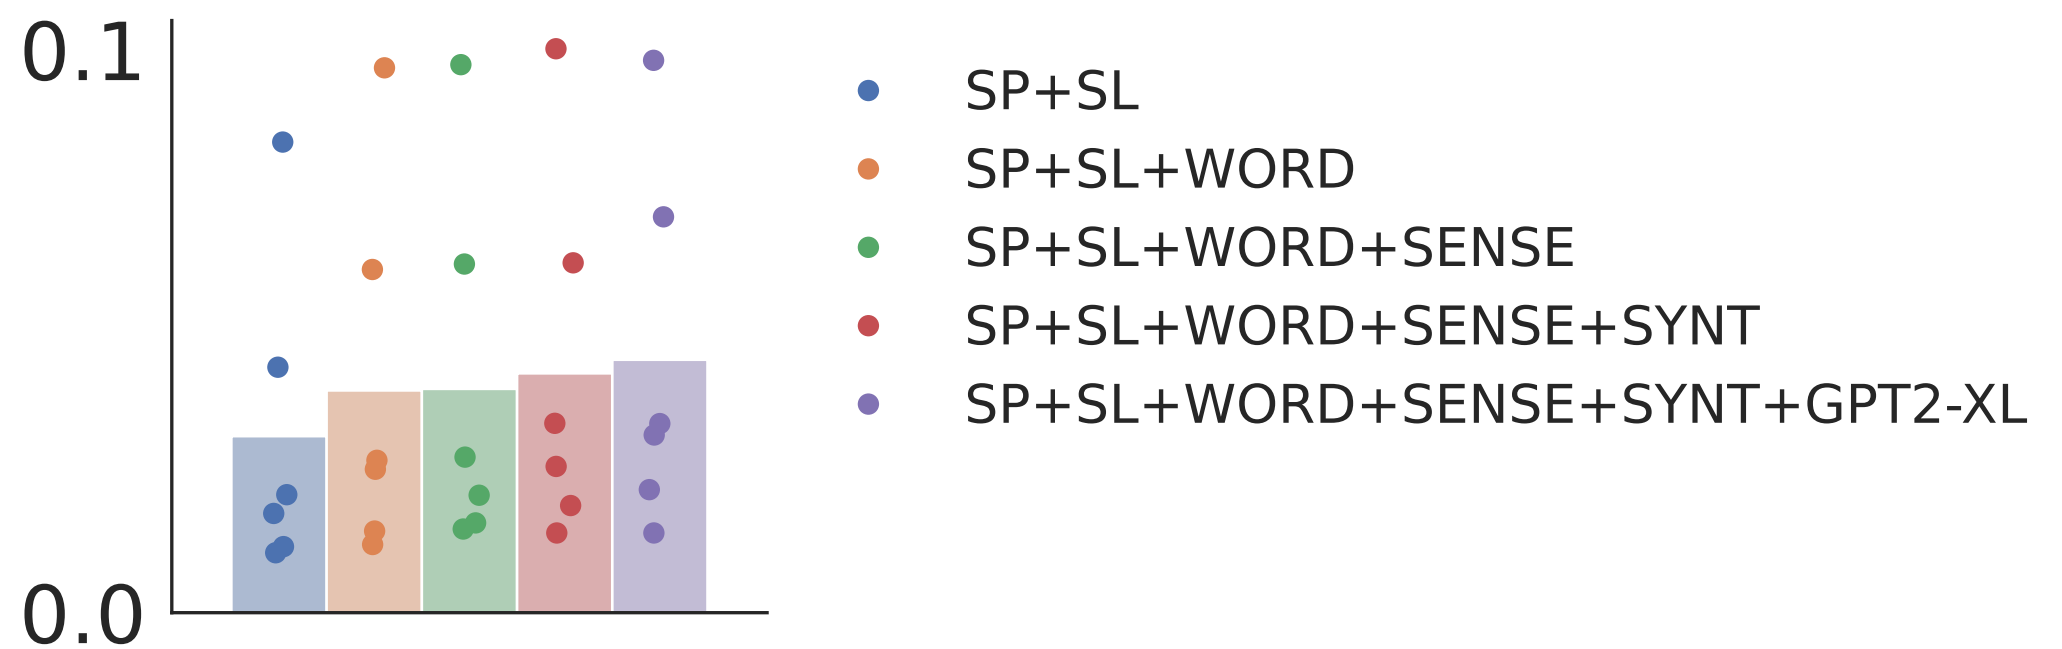 0.1
0.0
SP+SL
SP+SL+WORD
SP+SL+WORD+SENSE
SP+SL+WORD+SENSE+SYNT
SP+SL+WORD+SENSE+SYNT+GPT2-XL